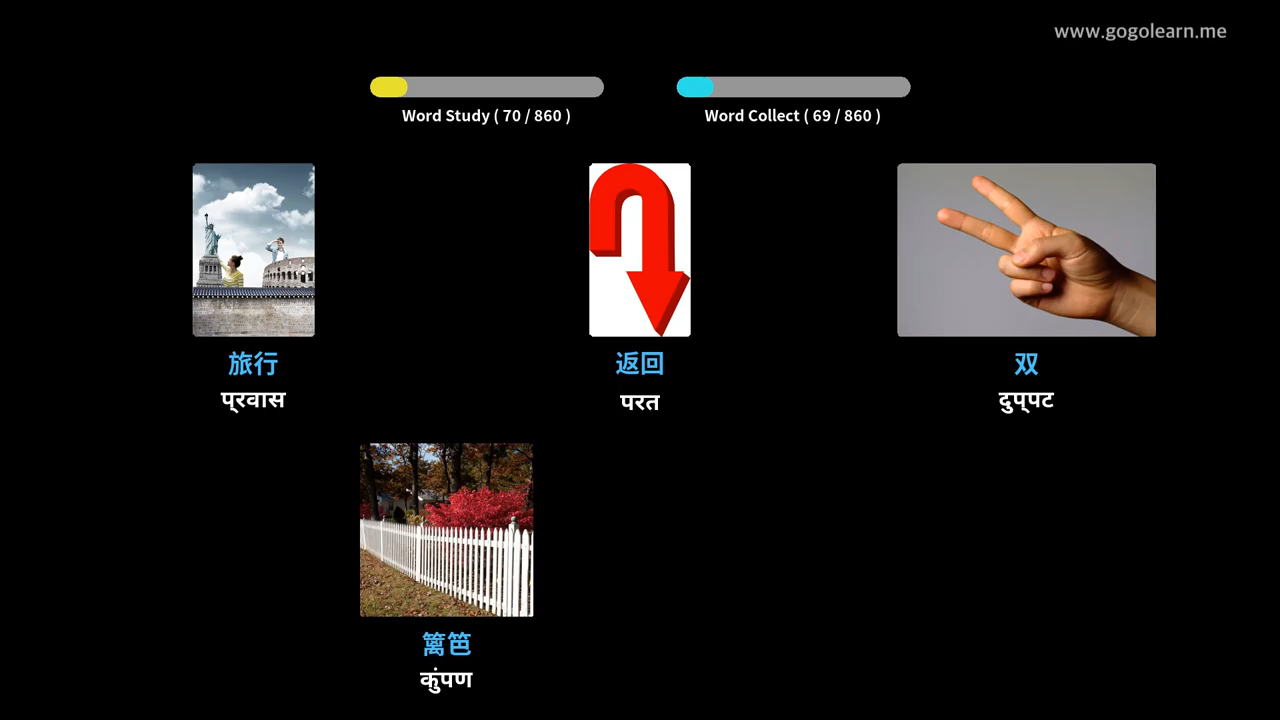 www.gogolearn.me
Word Study ( 70 / 860 )
Word Collect ( 69 / 860 )
旅行
प्रवास
返回
परत
双
दुप्पट
篱笆
कुंपण